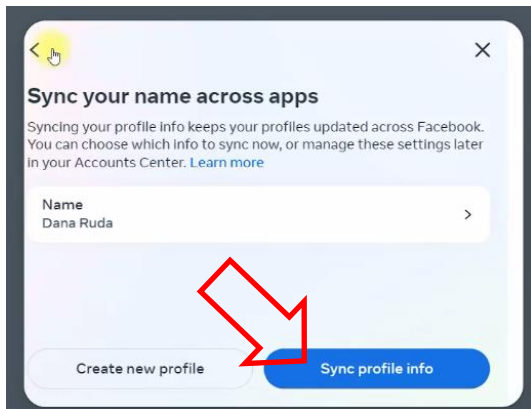 Sync your name across apps
Syncing your profile info keeps your profiles updated across Facebook.
You can choose which info to sync now, or manage these settings later
in your Accounts Center. Learn more
Name
Dana Ruda
Create new profile
Sync profile info